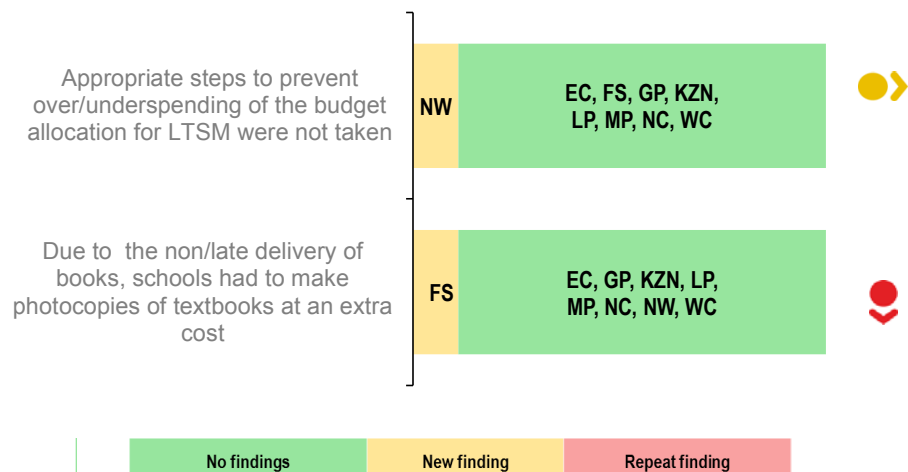 Appropriate steps to prevent
over/underspending of the budget
allocation for LTSM were not taken
NW
EC, FS, GP, KZN,
LP, MP, NC, WC
Due to the non/late delivery of
books, schools had to make
photocopies of textbooks at an extra
cost
FS
EC, GP, KZN, LP,
MP, NC, NW, WC
No findings New finding Repeat finding